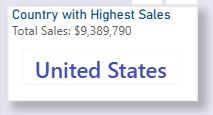 Country with Highest Sales
Total Sales: $9,389,790
United States